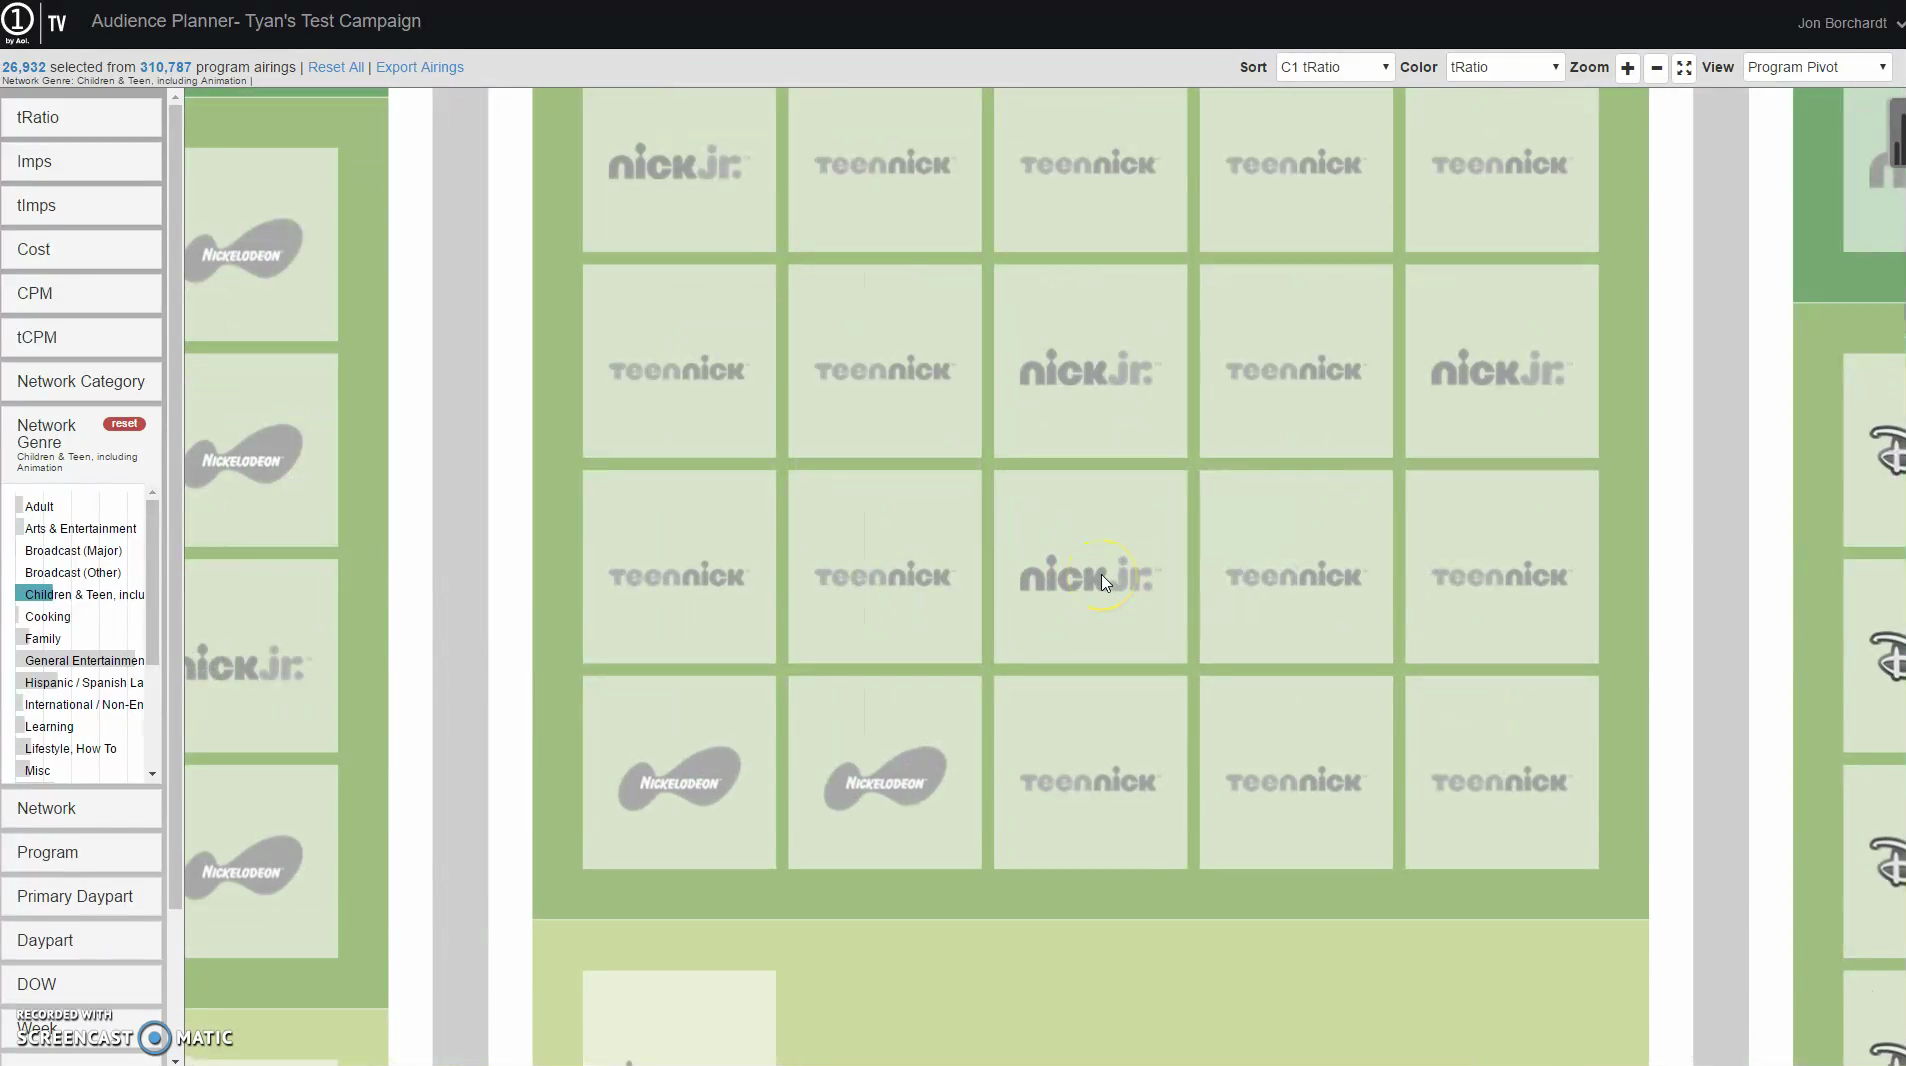 1 TV
by Aol.
Audience Planner- Tyan's Test Campaign
Jon Borchardt
26,932 selected from 310,787 program airings | Reset All | Export Airings
Network Genre: Children & Teen, including Animation |
Sort C1 tRatio Color tRatio Zoom + - View Program Pivot
tRatio
Imps
tImps
Cost
CPM
tCPM
Network Category
Network Genre reset
Children & Teen, including
Animation
Adult
Arts & Entertainment
Broadcast (Major)
Broadcast (Other)
Children & Teen, inclu
Cooking
Family
General Entertainmen
Hispanic / Spanish La
International / Non-En
Learning
Lifestyle, How To
Misc
Network
Program
Primary Daypart
Daypart
DOW
Week
RECORDED WITH
SCREENCAST MATIC
NICKELODEON
NICKELODEON
nick jr.
NICKELODEON
nick jr. TEENNICK TEENNICK TEENNICK TEENNICK
TEENNICK TEENNICK nick jr. TEENNICK nick jr.
TEENNICK TEENNICK nick jr. TEENNICK TEENNICK
NICKELODEON NICKELODEON TEENNICK TEENNICK TEENNICK